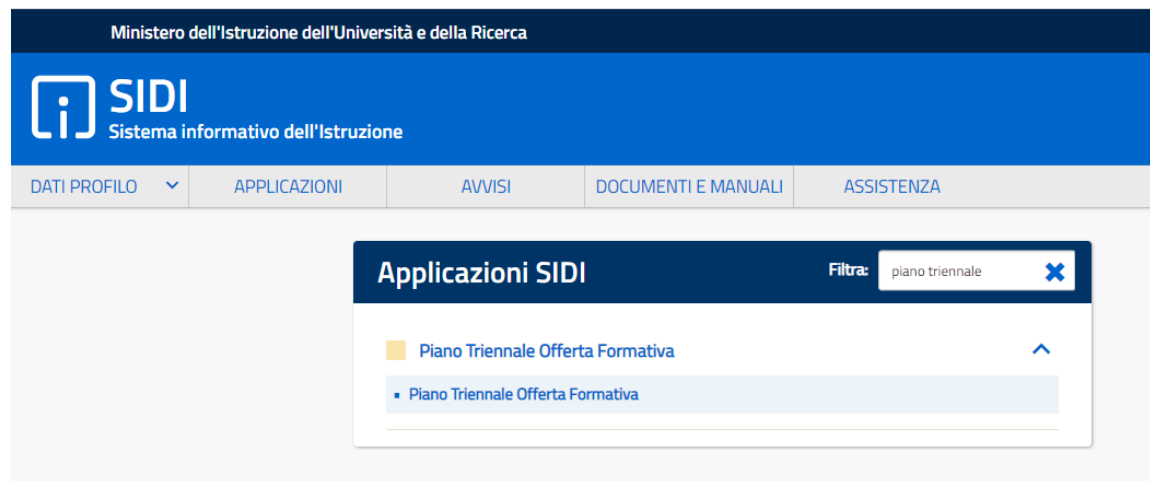 Ministero dell'Istruzione dell'Università e della Ricerca
SIDI
Sistema informativo dell'Istruzione
DATI PROFILO
APPLICAZIONI
AVVISI
DOCUMENTI E MANUALI
ASSISTENZA
Applicazioni SIDI
Filtra: piano triennale
Piano Triennale Offerta Formativa
Piano Triennale Offerta Formativa